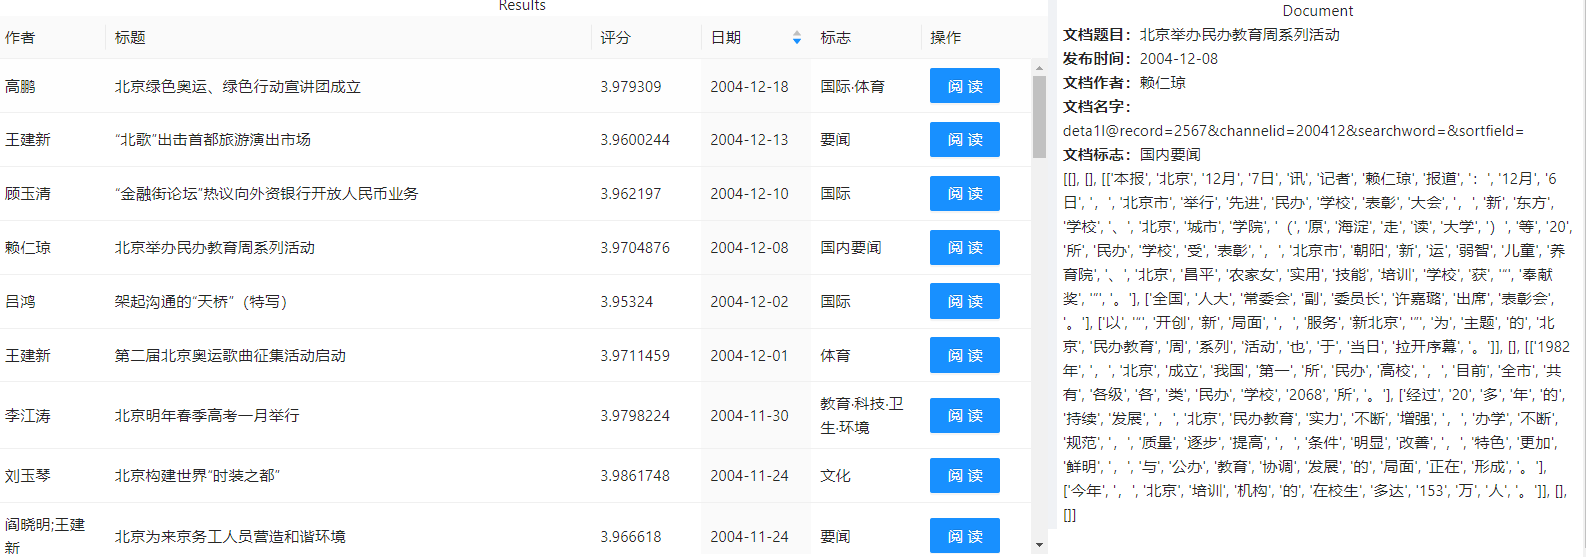 Results
作者 标题 评分 日期 标志 操作
高鹏 北京绿色奥运、绿色行动宣讲团成立 3.979309 2004-12-18 国际·体育 阅 读
王建新 “北歌”出击首都旅游演出市场 3.9600244 2004-12-13 要闻 阅 读
顾玉清 “金融街论坛”热议向外资银行开放人民币业务 3.962197 2004-12-10 国际 阅 读
赖仁琼 北京举办民办教育周系列活动 3.9704876 2004-12-08 国内要闻 阅 读
吕鸿 架起沟通的“天桥”（特写） 3.95324 2004-12-02 国际 阅 读
王建新 第二届北京奥运歌曲征集活动启动 3.9711459 2004-12-01 体育 阅 读
李江涛 北京明年春季高考一月举行 3.9798224 2004-11-30 教育·科技·卫
生·环境 阅 读
刘玉琴 北京构建世界“时装之都” 3.9861748 2004-11-24 文化 阅 读
阎晓明;王建
新 北京为来京务工人员营造和谐环境 3.966618 2004-11-24 要闻 阅 读
Document
文档题目：北京举办民办教育周系列活动
发布时间：2004-12-08
文档作者：赖仁琼
文档名字：
deta1l@record=2567&channelid=200412&searchword=&sortfield=
文档标志：国内要闻
[[], [], [['本报', '北京', '12月', '7日', '讯', '记者', '赖仁琼', '报道', '：', '12月', '6
日', '，', '北京市', '举行', '先进', '民办', '学校', '表彰', '大会', '，', '新', '东方',
'学校', '、', '北京', '城市', '学院', '（', '原', '海淀', '走', '读', '大学', '）', '等', '20',
'所', '民办', '学校', '受', '表彰', '，', '北京市', '朝阳', '新', '运', '弱智', '儿童', '养
育院', '、', '北京', '昌平', '农家女', '实用', '技能', '培训', '学校', '获', '“', '奉献
奖', '”', '。'], ['全国', '人大', '常委会', '副', '委员长', '许嘉璐', '出席', '表彰会',
'。'], ['以', '“', '开创', '新', '局面', '，', '服务', '新北京', '”', '为', '主题', '的', '北
京', '民办教育', '周', '系列', '活动', '也', '于', '当日', '拉开序幕', '。']], [], [['1982
年', '，', '北京', '成立', '我国', '第一', '所', '民办', '高校', '，', '目前', '全市', '共
有', '各级', '各', '类', '民办', '学校', '2068', '所', '。'], ['经过', '20', '多', '年', '的',
'持续', '发展', '，', '北京', '民办教育', '实力', '不断', '增强', '，', '办学', '不断',
'规范', '，', '质量', '逐步', '提高', '，', '条件', '明显', '改善', '，', '特色', '更加',
'鲜明', '，', '与', '公办', '教育', '协调', '发展', '的', '局面', '正在', '形成', '。'],
['今年', '，', '北京', '培训', '机构', '的', '在校生', '多达', '153', '万', '人', '。']], [],
[]]